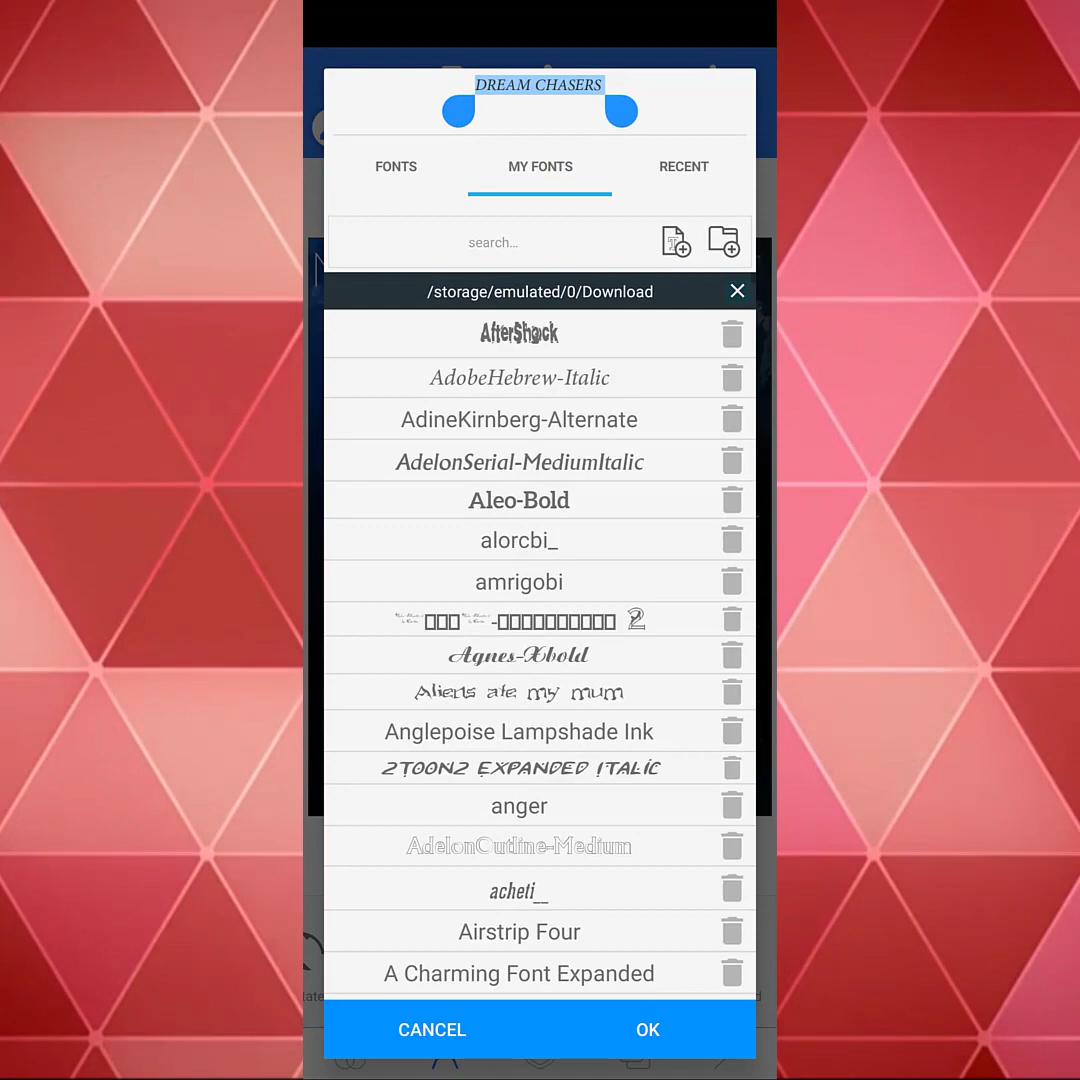 DREAM CHASERS
FONTS MY FONTS RECENT
search...
/storage/emulated/0/Download
AfterShock
AdobeHebrew-Italic
AdineKirnberg-Alternate
AdelonSerial-MediumItalic
Aleo-Bold
alorcbi_
amrigobi
2
Agnes-Xbold
Aliens ate my mum
Anglepoise Lampshade Ink
2TOON2 EXPANDED ITALIC
anger
AdelonOutline-Medium
acheti__
Airstrip Four
A Charming Font Expanded
CANCEL OK